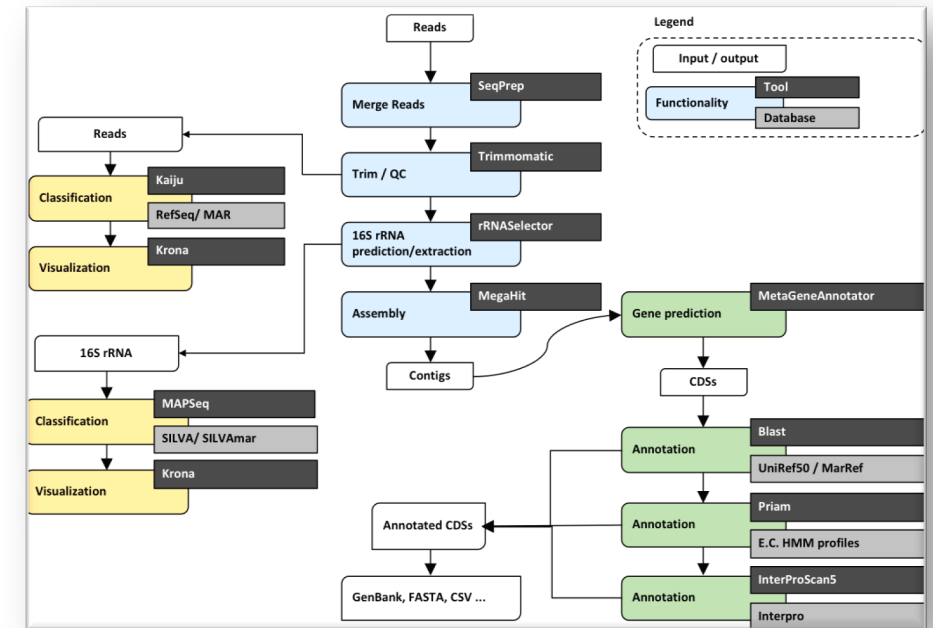 Reads
SeqPrep
Merge Reads
Trimmomatic
Trim / QC
rRNASelector
16S rRNA
prediction/extraction
MegaHit
Assembly
Contigs
Reads
Kaiju
Classification
RefSeq/ MAR
Krona
Visualization
16S rRNA
MAPSeq
Classification
SILVA/ SILVAmar
Krona
Visualization
Legend
Input / output
Tool
Functionality
Database
MetaGeneAnnotator
Gene prediction
CDSs
Blast
Annotation
UniRef50 / MarRef
Priam
Annotation
E.C. HMM profiles
InterProScan5
Annotation
Interpro
Annotated CDSs
GenBank, FASTA, CSV ...